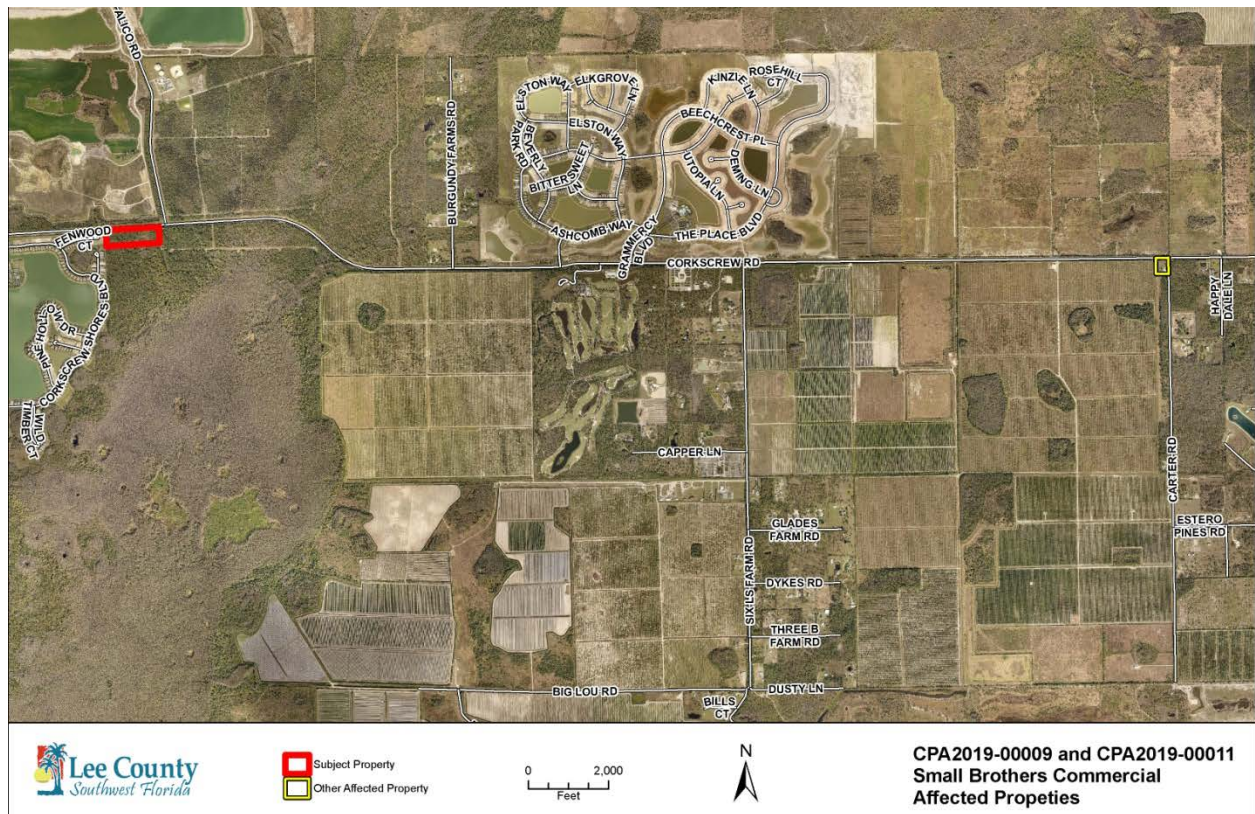 ALICO RD
FENWOOD
CT
CORKSCREW SHORES BLVD
PINE HOLLOW DR
WILD
TIMBER CT
BURGUNDY FARMS RD
ELSTON WAY
ELKGROVE LN
BEVERLY
PARK RD
ELSTON WAY
BITTERSWEET
LN
ASHCOMB WAY
GRAMMERCY
BLVD
KINZIE LN
ROSEHILL
CT
BEECHCREST PL
DEMING LN
UTOPIA LN
THE PLACE BLVD
CORKSCREW RD
HAPPY
DALE LN
CAPPER LN
CARTER RD
SIX LS FARM RD
GLADES
FARM RD
ESTERO
PINES RD
DYKES RD
THREE B
FARM RD
BIG LOU RD
BILLS
CT
DUSTY LN
Lee County
Southwest Florida
Subject Property
Other Affected Property
0 2,000
Feet
N
CPA2019-00009 and CPA2019-00011
Small Brothers Commercial
Affected Propeties